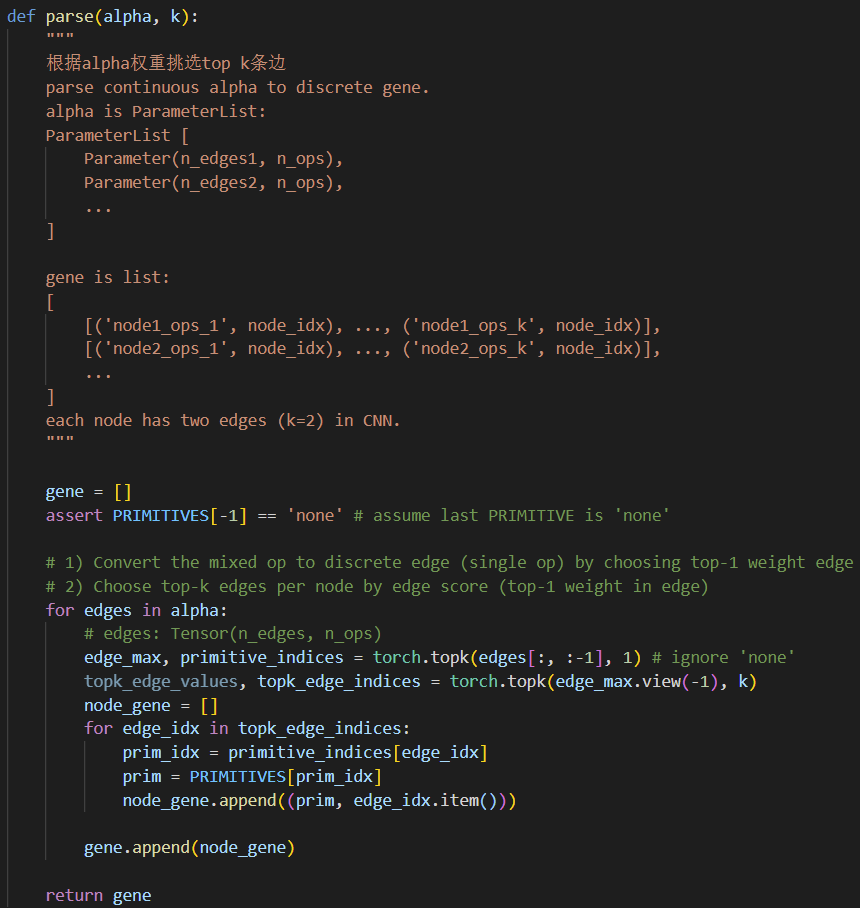 def parse(alpha, k):
    """
    根据alpha权重挑选top k条边
    parse continuous alpha to discrete gene.
    alpha is ParameterList:
    ParameterList [
        Parameter(n_edges1, n_ops),
        Parameter(n_edges2, n_ops),
        ...
    ]

    gene is list:
    [
        [('node1_ops_1', node_idx), ..., ('node1_ops_k', node_idx)],
        [('node2_ops_1', node_idx), ..., ('node2_ops_k', node_idx)],
        ...
    ]
    each node has two edges (k=2) in CNN.
    """

    gene = []
    assert PRIMITIVES[-1] == 'none' # assume last PRIMITIVE is 'none'

    # 1) Convert the mixed op to discrete edge (single op) by choosing top-1 weight edge
    # 2) Choose top-k edges per node by edge score (top-1 weight in edge)
    for edges in alpha:
        # edges: Tensor(n_edges, n_ops)
        edge_max, primitive_indices = torch.topk(edges[:, :-1], 1) # ignore 'none'
        topk_edge_values, topk_edge_indices = torch.topk(edge_max.view(-1), k)
        node_gene = []
        for edge_idx in topk_edge_indices:
            prim_idx = primitive_indices[edge_idx]
            prim = PRIMITIVES[prim_idx]
            node_gene.append((prim, edge_idx.item()))

        gene.append(node_gene)

    return gene